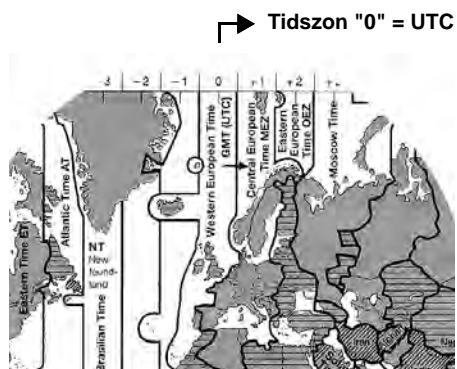 Tidszon "0" = UTC
-3 -2 -1 0 +1 +2
Eastern Time ET
Atlantic Time AT
NT
New
found-
land
Brasilian Time
Western European Time
GMT (UTC)
Central European
Time MEZ
Eastern
European
Time OEZ
Moscow Time
Iran